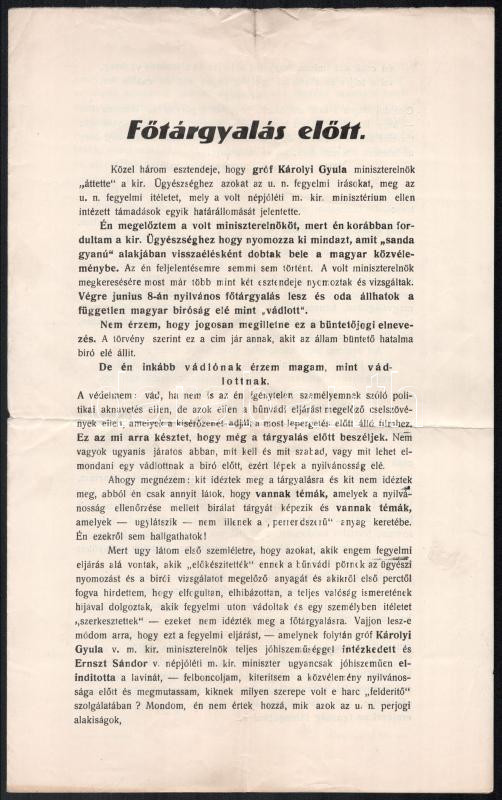 Főtárgyalás előtt.
Közel három esztendeje, hogy gróf Károlyi Gyula miniszterelnök
„áttette" a kir. Ügyészséghez azokat az u. n. fegyelmi írásokat, meg az
u. n. fegyelmi ítéletet, mely a volt népjóléti m. kir. minisztérium ellen
intézett támadások egyik határállomását jelentette.
Én megelőztem a volt miniszterelnököt, mert én korábban for-
dultam a kir. Ügyészséghez hogy nyomozza ki mindazt, amit „sanda
gyanú" alakjában visszaélésként dobtak bele a magyar közvéle-
ménybe. Az én feljelentésemre semmi sem történt. A volt miniszterelnök
megkeresésére most már több mint két esztendeje nyomoztak és vizsgáltak.
Végre junius 8-án nyilvános főtárgyalás lesz és oda állhatok a
független magyar biróság elé mint „vádlott".
Nem érzem, hogy jogosan megilletne ez a büntetőjogi elneve-
zés. A törvény szerint ez a cim jár annak, akit az állam büntető hatalma
biró elé állit.
De én inkább vádlónak érzem magam, mint vád-
lottnak.
A védelmem: vád, ha nem is az én igénytelen személyemnek szóló poli-
tikai aknavetés ellen, de azok ellen a bűnvádi eljárást megelőző cselszövé-
nyek ellen, amelyek a kisérőzenét adják a most lepergetés előtt álló filmhez.
Ez az mi arra késztet, hogy még a tárgyalás előtt beszéljek. Nem
vagyok ugyanis járatos abban, mit kell és mit szabad, vagy mit lehet el-
mondani egy vádlottnak a biró előtt, ezért lépek a nyilvánosság elé.
Ahogy megnézem: kit idéztek meg a tárgyalásra és kit nem idéztek
meg, abból én csak annyit látok, hogy vannak témák, amelyek a nyilvá-
nosság ellenőrzése mellett birálat tárgyát képezik és vannak témák,
amelyek — ugylátszik — nem illenek a „perrendszerű" anyag keretébe.
Én ezekről sem hallgathatok!
Mert ugy látom első szemléletre, hogy azokat, akik engem fegyelmi
eljárás alá vontak, akik „előkészitették" ennek a bűnvádi pörnek az ügyészi
nyomozást és a birói vizsgálatot megelőző anyagát és akikről első perctől
fogva hirdettem, hogy elfogultan, elhibázottan, a teljes valóság ismeretének
hijával dolgoztak, akik fegyelmi uton vádoltak és egy személyben itéletet
„szerkesztettek" — ezeket nem idézték meg a főtárgyalásra. Vajjon lesz-e
módom arra, hogy ezt a fegyelmi eljárást, — amelynek folytán gróf Károlyi
Gyula v. m. kir. miniszterelnök teljes jóhiszeműséggel intézkedett és
Ernszt Sándor v. népjóléti m. kir. miniszter ugyancsak jóhiszeműen el-
inditotta a lavinát, — felboncoljam, kiteritsem a közvélemény nyilváno-
sága előtt és megmutassam, kiknek milyen szerepe volt e harc „felderitő"
szolgálatában? Mondom, én nem értek hozzá, mik azok az u. n. perjogi
alakiságok,